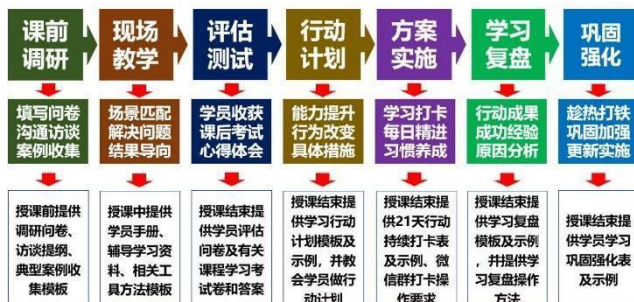 课前
调研
现场
教学
评估
测试
行动
计划
方案
实施
学习
复盘
巩固
强化
填写问卷
沟通访谈
案例收集
场景匹配
解决问题
结果导向
学员收获
课后考试
心得体会
能力提升
行为改变
具体措施
学习打卡
每日精进
习惯养成
行动成果
成功经验
原因分析
趁热打铁
巩固加强
更新实施
授课前提供
调研问卷、
访谈提纲、
典型案例收
集模板
授课中提供
学员手册、
辅导学习资
料、相关工
具方法模板
授课结束提
供学员评估
问卷及有关
课程学习考
试卷和答案
授课结束提
供学习行动
计划模板及
示例，并教
会学员做行
动计划
授课结束提
供21天行动
持续打卡表
及示例、微
信群打卡操
作要求
授课结束提
供学习复盘
模板及示例
，并提供学
习复盘操作
方法
授课结束提
供学员学习
巩固强化表
及示例